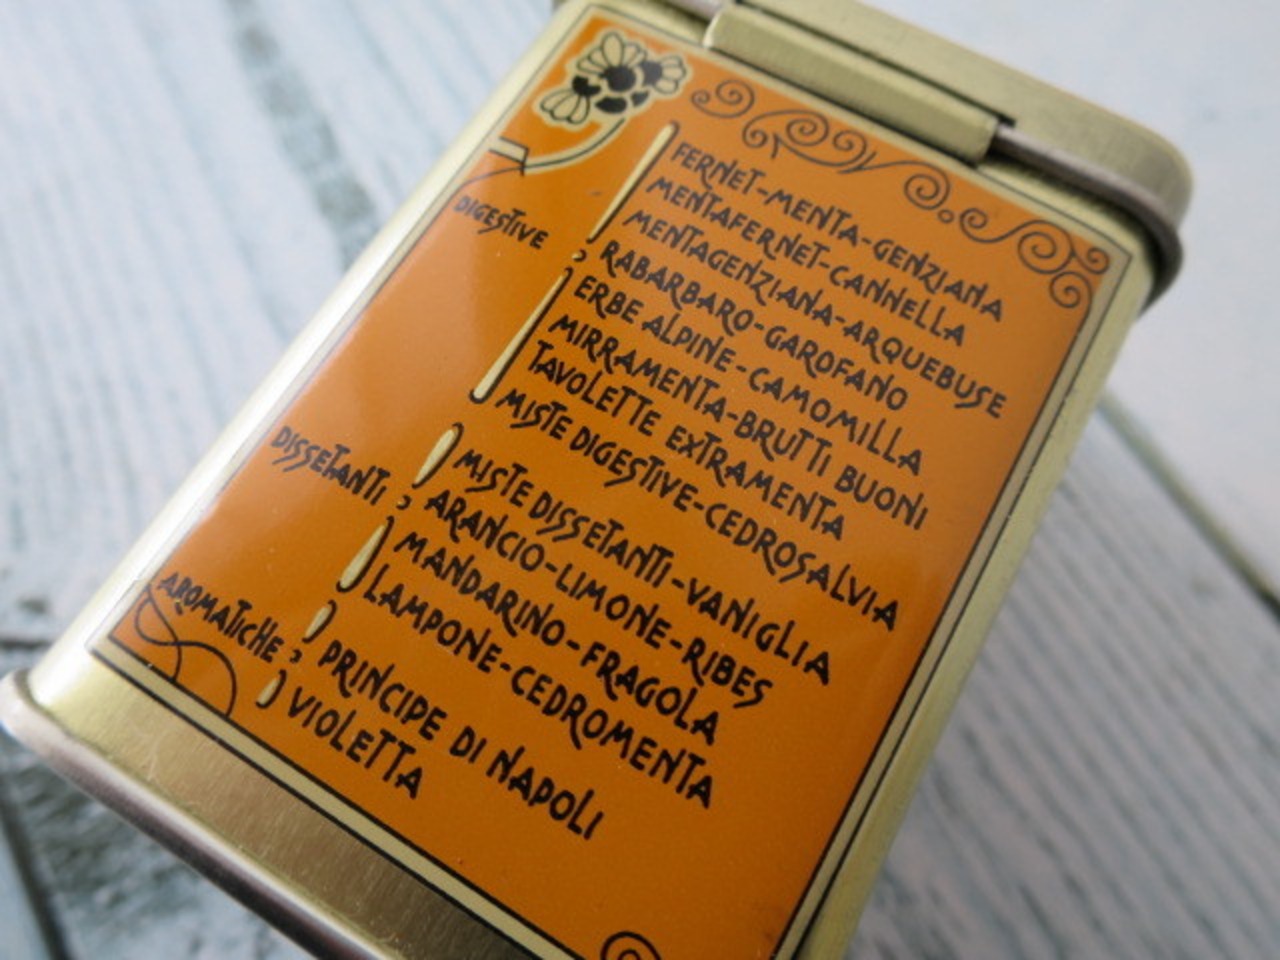 DIGESTIVE
FERNET-MENTA-GENZIANA
MENTAFERNET-CANNELLA
MENTAGENZIANA-ARQUEBUSE
RABARBARO-GAROFANO
ERBE ALPINE-CAMOMILLA
MIRRAMENTA-BRUTTI BUONI
TAVOLETTE EXTRAMENTA
MISTE DIGESTIVE-CEDROSALVIA
DISSETANTI
MISTE DISSETANTI-VANIGLIA
ARANCIO-LIMONE-RIBES
MANDARINO-FRAGOLA
LAMPONE-CEDROMENTA
AROMATICHE
PRINCIPE DI NAPOLI
VIOLETTA